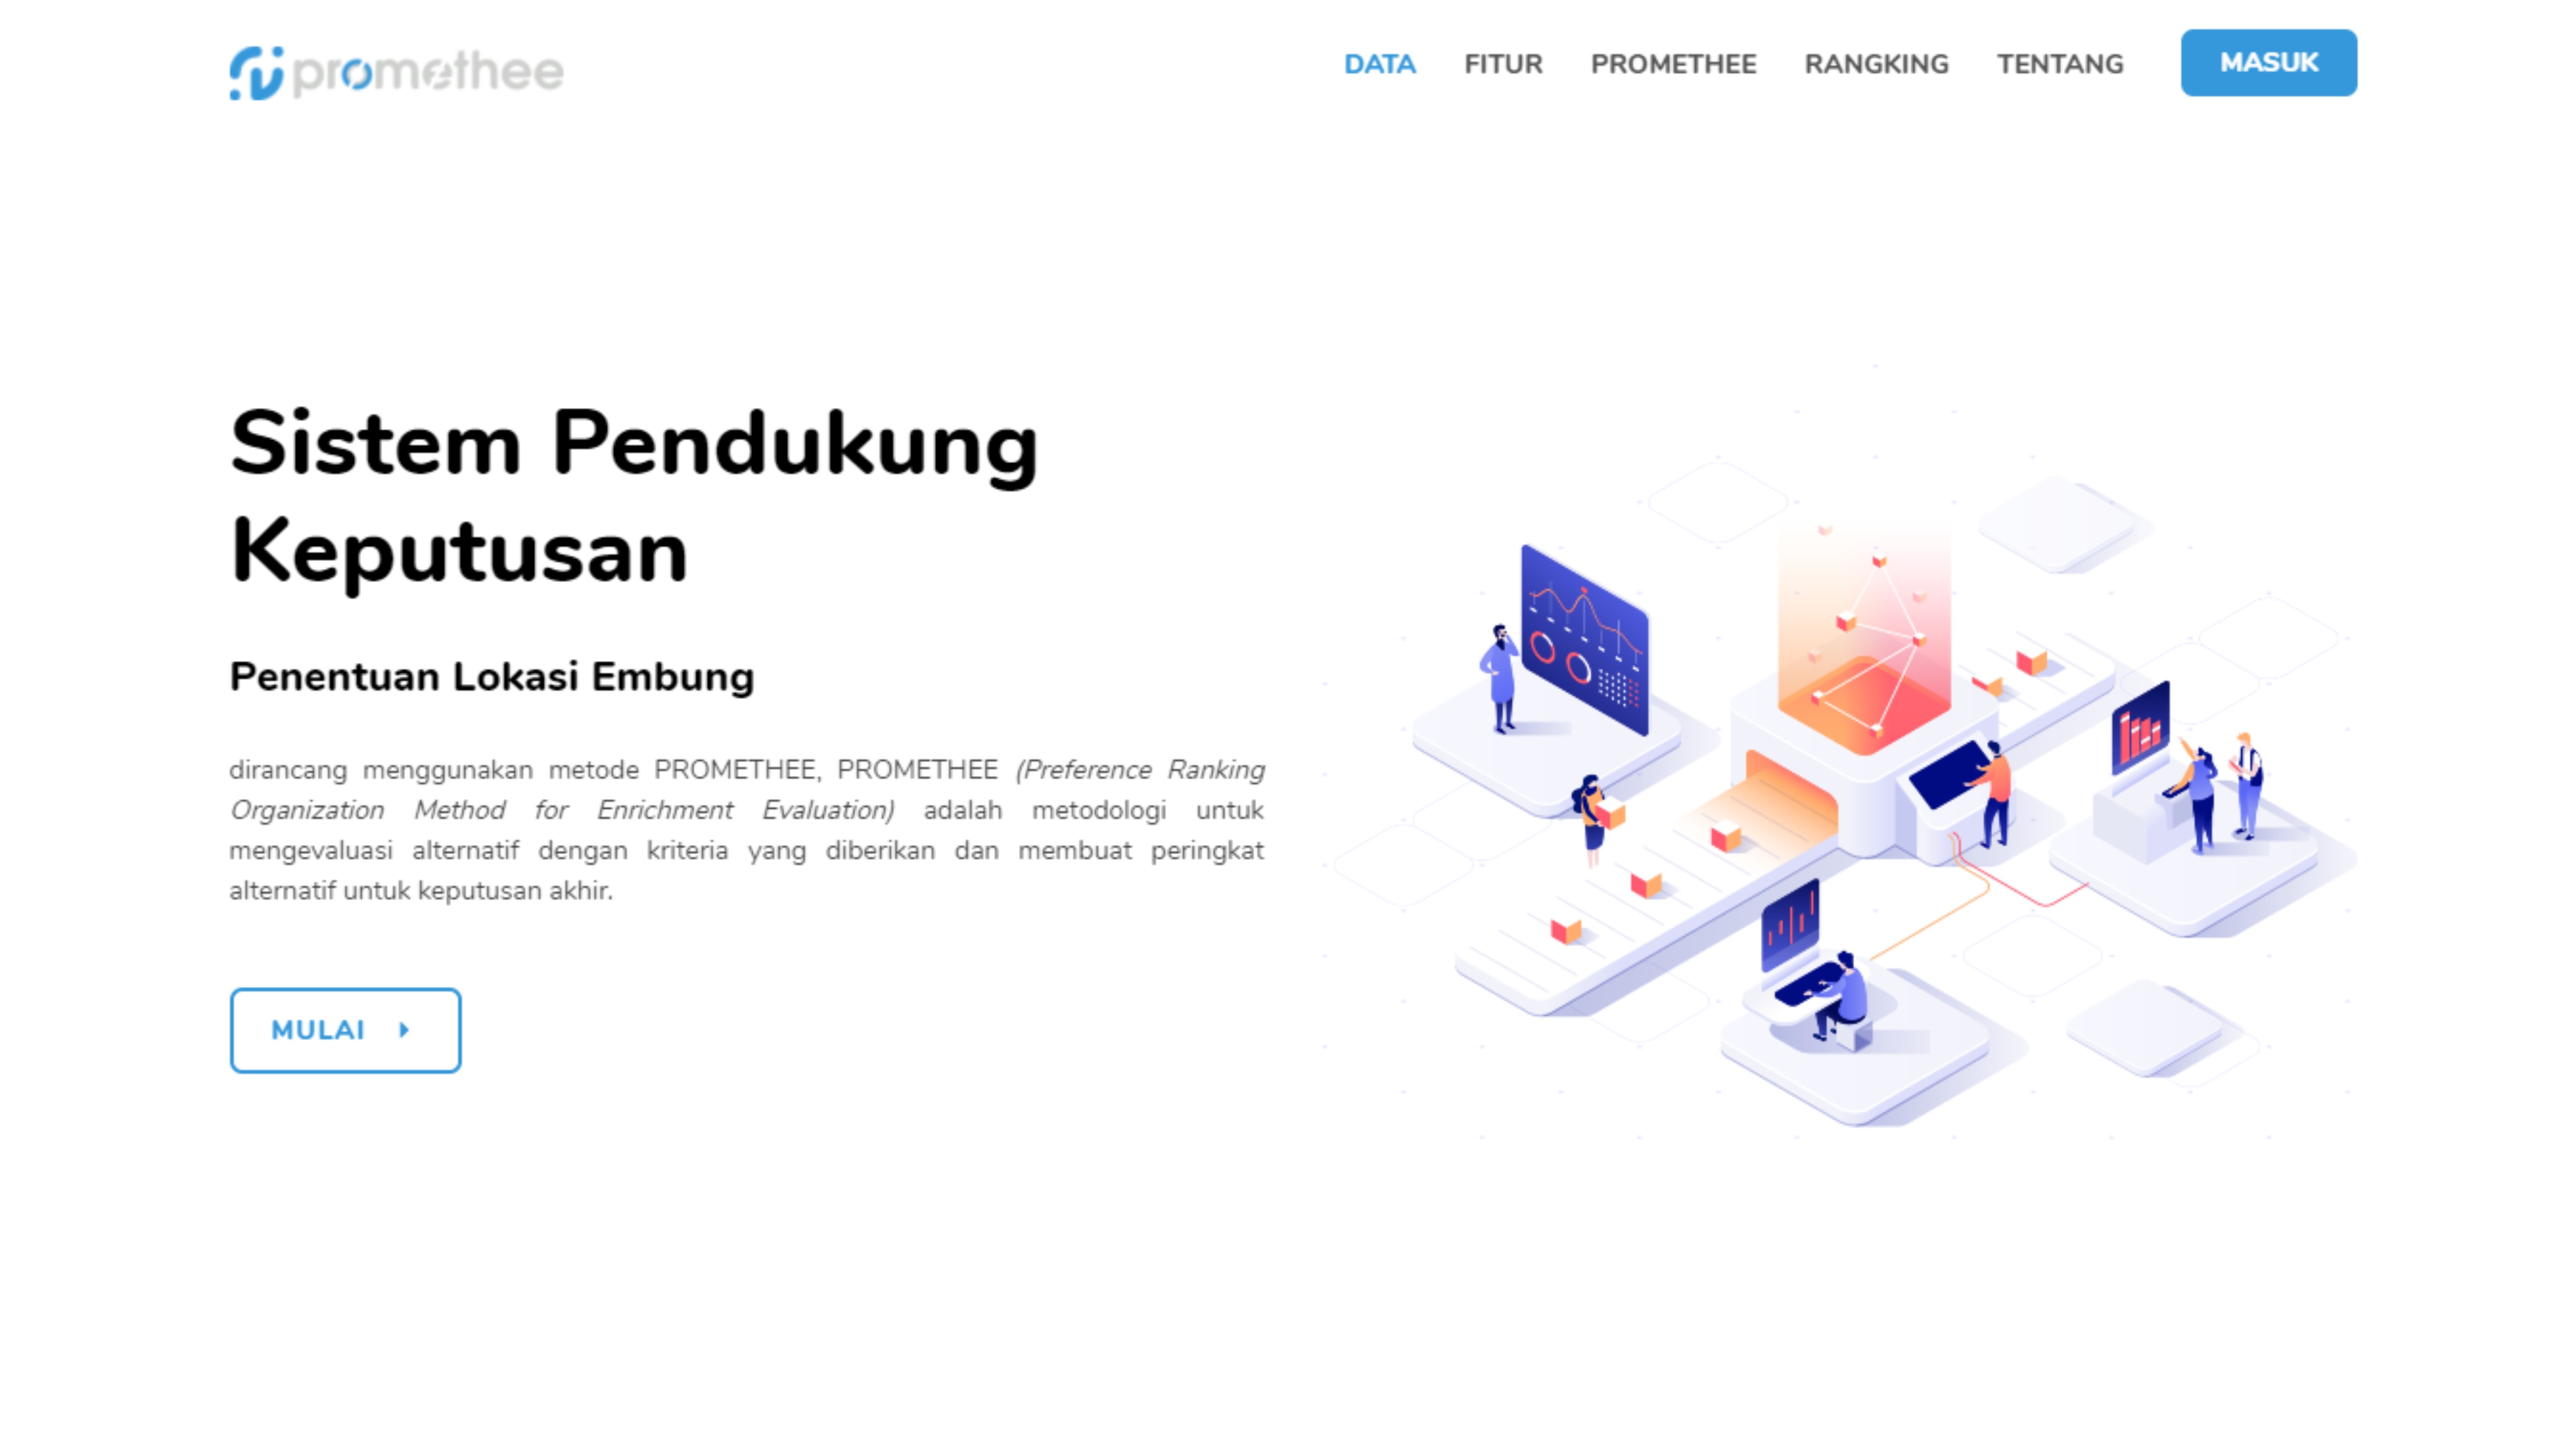 promethee
DATA FITUR PROMETHEE RANGKING TENTANG MASUK
Sistem Pendukung
Keputusan
Penentuan Lokasi Embung
dirancang menggunakan metode PROMETHEE, PROMETHEE (Preference Ranking
Organization Method for Enrichment Evaluation) adalah metodologi untuk
mengevaluasi alternatif dengan kriteria yang diberikan dan membuat peringkat
alternatif untuk keputusan akhir.
MULAI